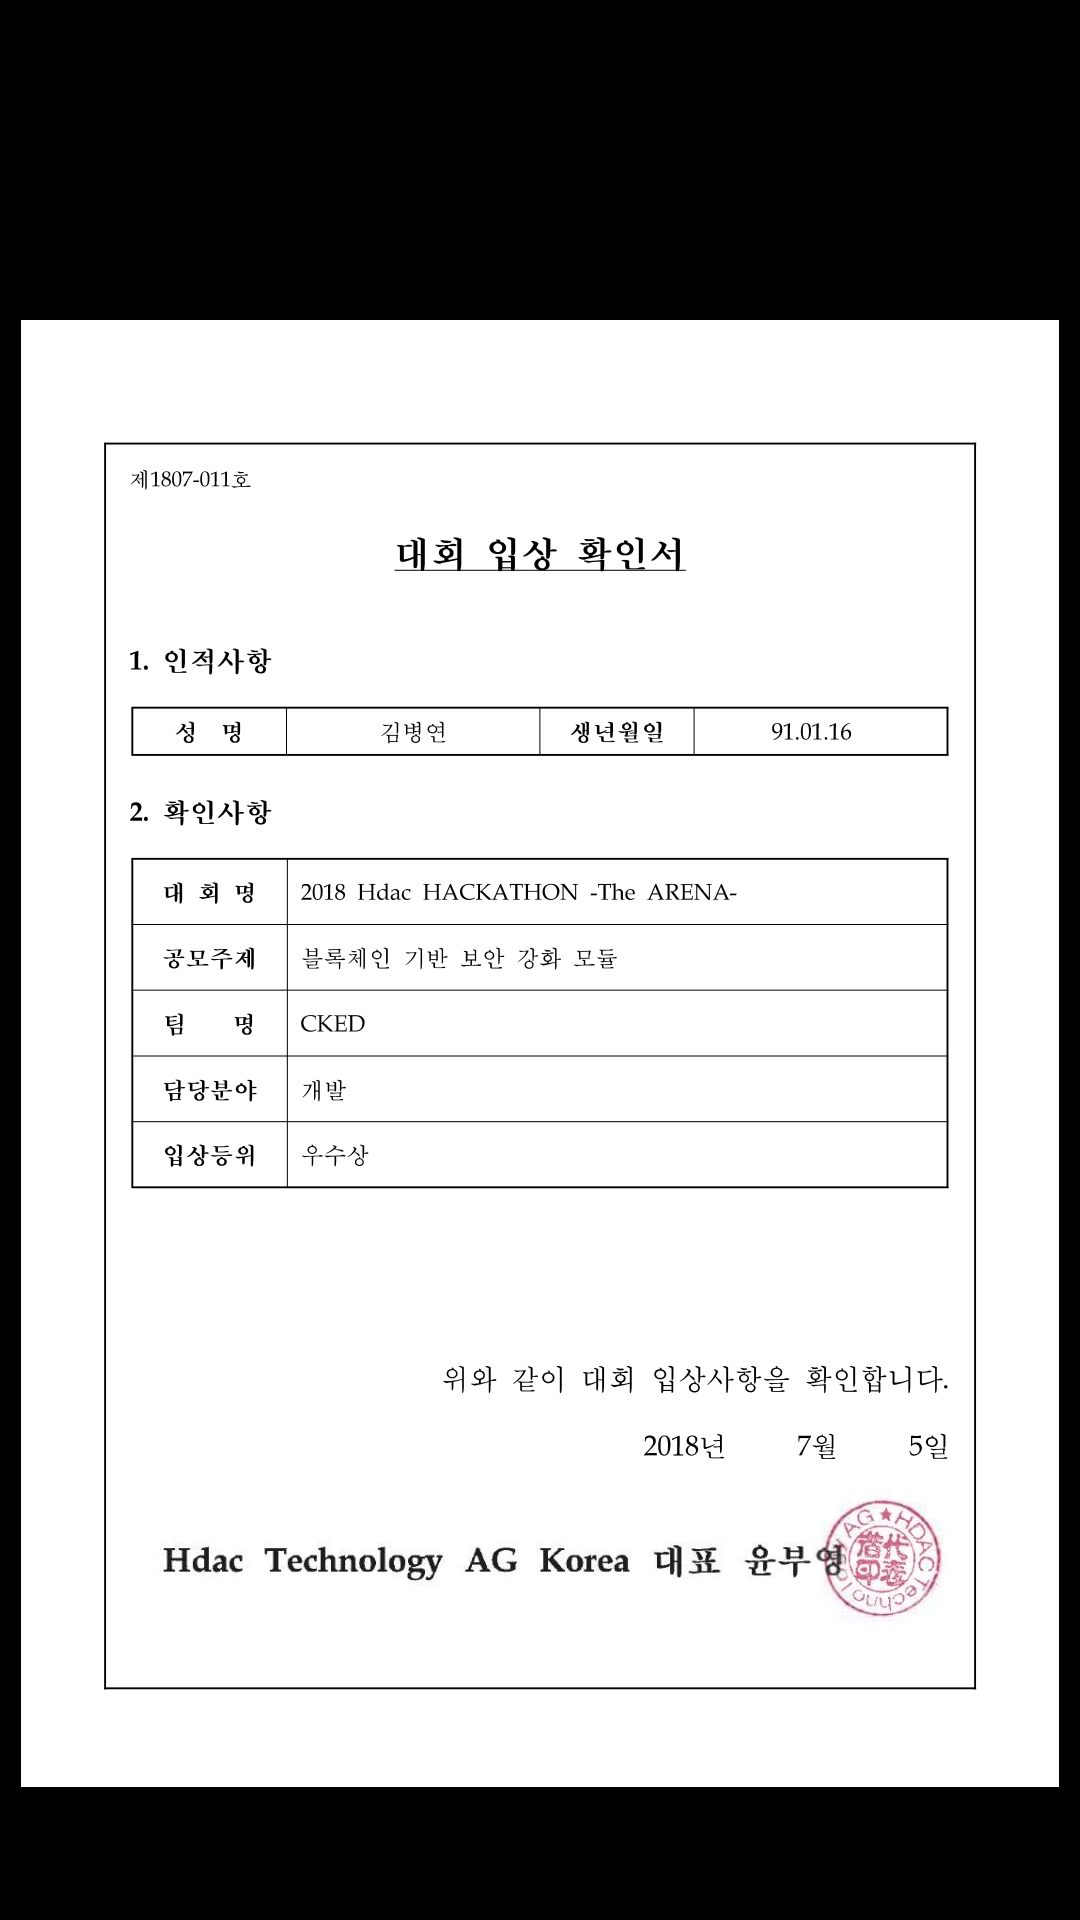 제1807-011호
대회 입상 확인서
1. 인적사항
성 명 김병연 생년월일 91.01.16
2. 확인사항
대 회 명 2018 Hdac HACKATHON -The ARENA-
공모주제 블록체인 기반 보안 강화 모듈
팀 명 CKED
담당분야 개발
입상등위 우수상
위와 같이 대회 입상사항을 확인합니다.
2018년 7월 5일
Hdac Technology AG Korea 대표 윤부영
HDAC Technology AG